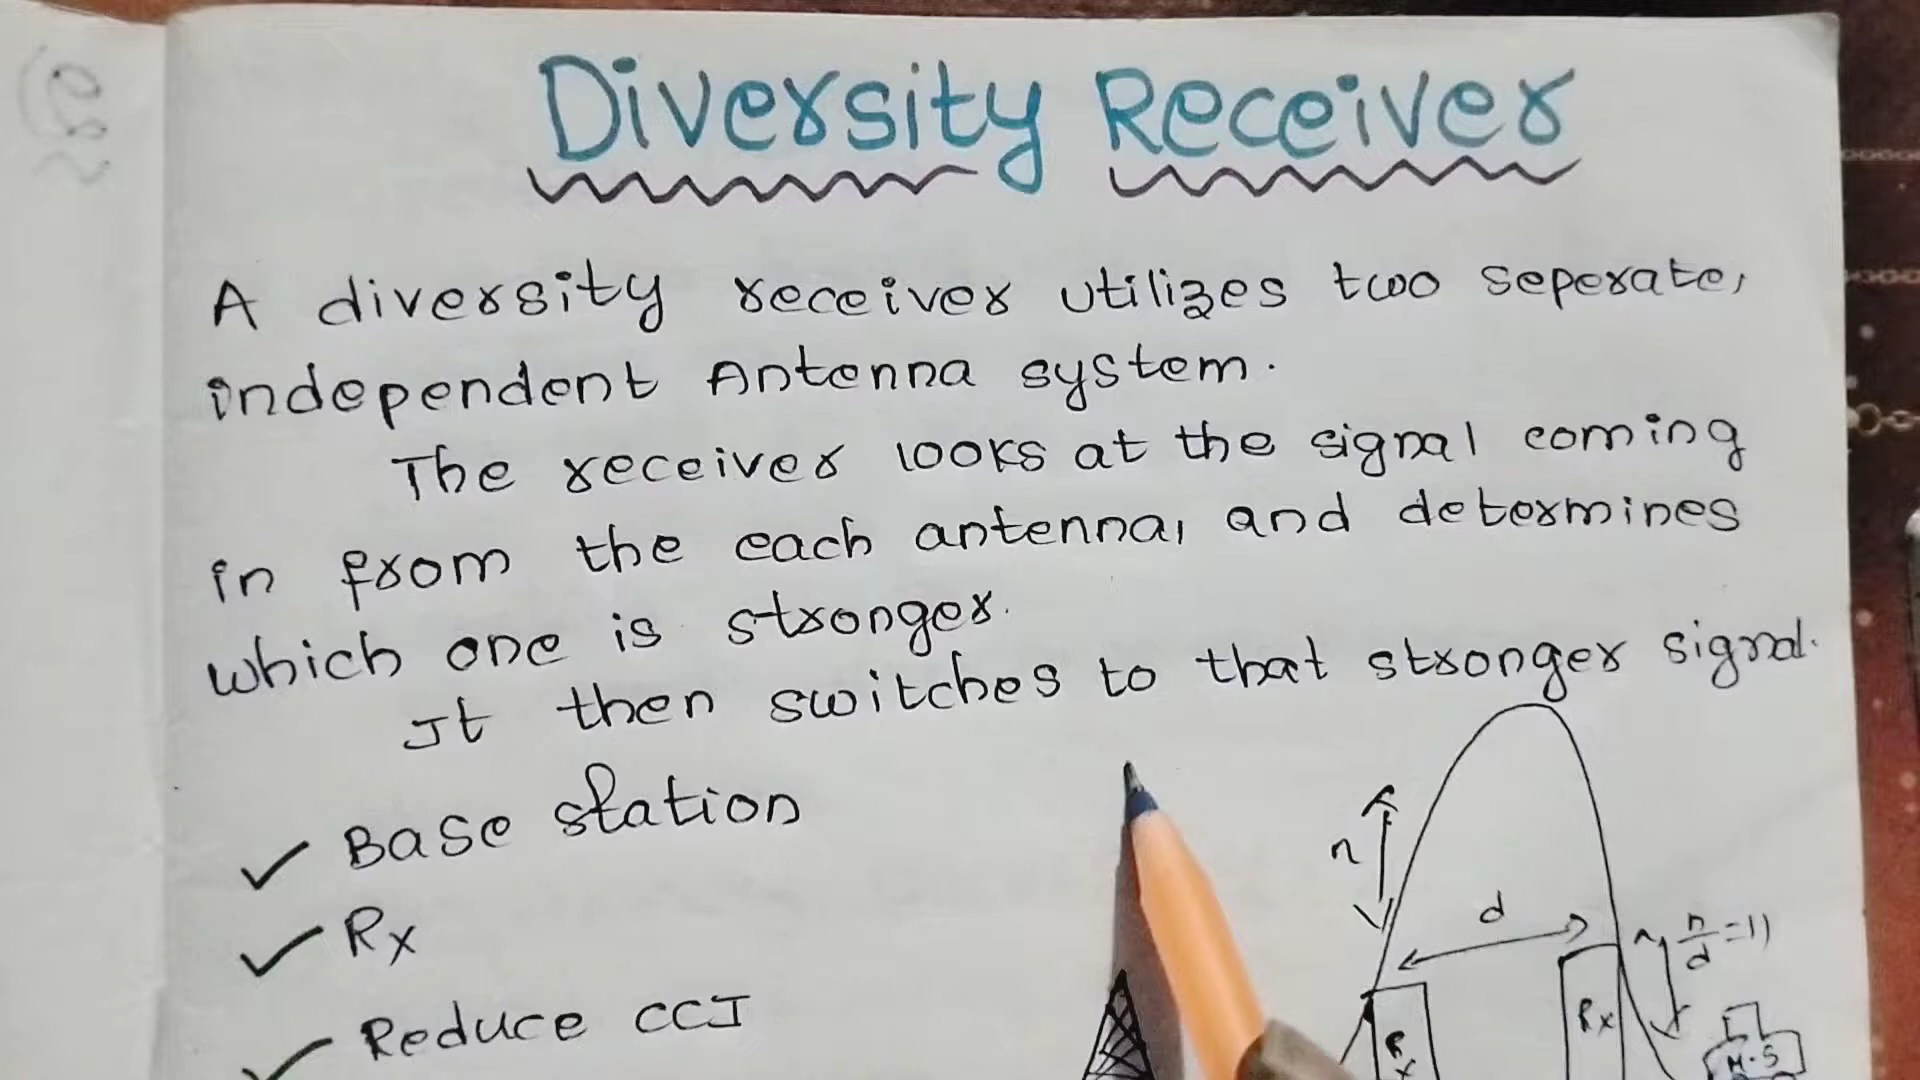 Diversity Receiver
A diversity receiver utilizes two seperate,
independent Antenna system.
The receiver looks at the signal coming
in from the each antenna, and determines
which one is stronger.
It then switches to that stronger signal.
✓ Base station
✓ Rx
✓ Reduce CCI
n
d
n/d = 11
Rx
Rx
M.S